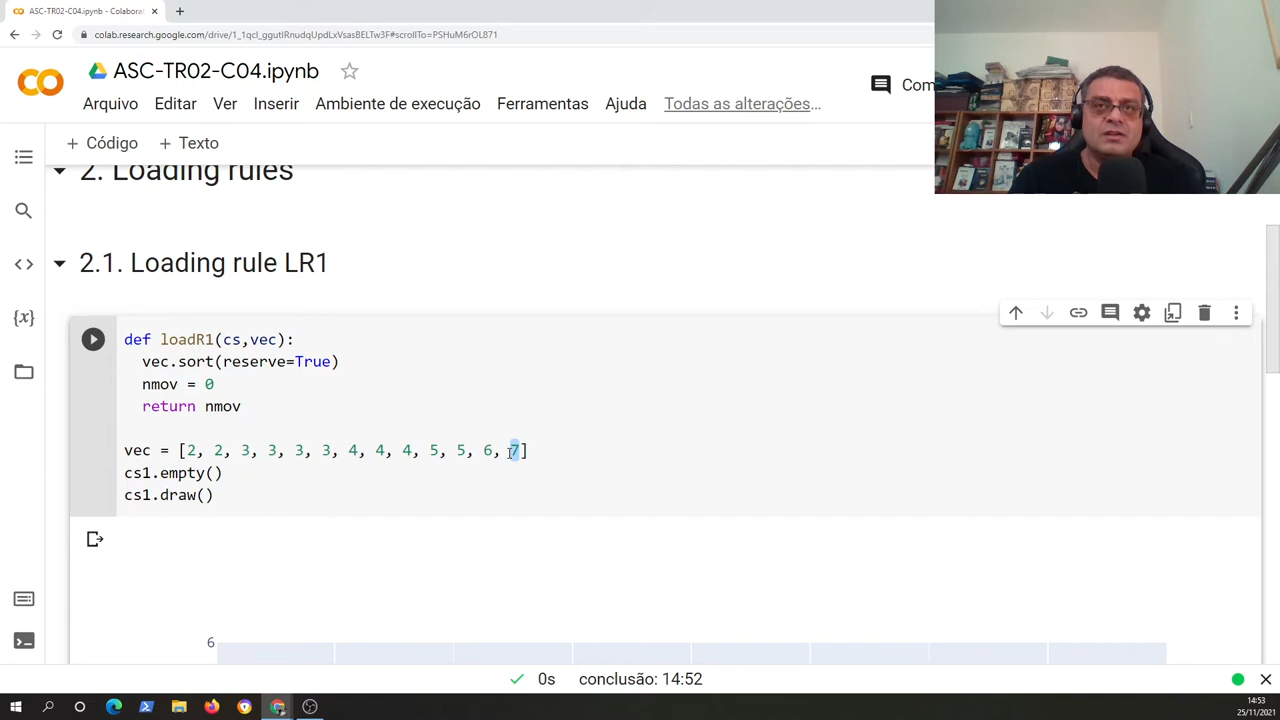 ASC-TR02-C04.ipynb - Colabora
colab.research.google.com/drive/1_1qcI_ggutIRnudqUpdLxVsasBELTw3F#scrollTo=PSHuM6rOL871
ASC-TR02-C04.ipynb
Com
Arquivo Editar Ver Inserir Ambiente de execução Ferramentas Ajuda Todas as alterações…
+ Código + Texto
2. Loading rules
2.1. Loading rule LR1
def loadR1(cs,vec):
vec.sort(reserve=True)
nmov = 0
return nmov
vec = [2, 2, 3, 3, 3, 3, 4, 4, 4, 5, 5, 6, 7]
cs1.empty()
cs1.draw()
6
0s conclusão: 14:52
14:53
25/11/2021